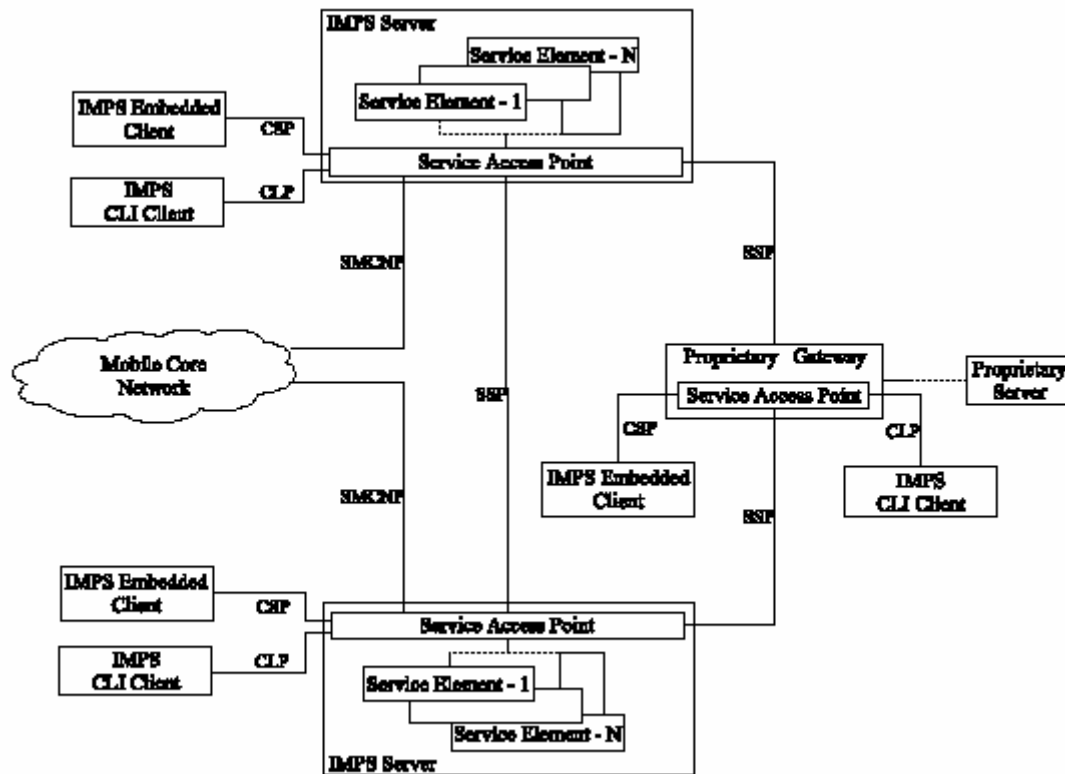 IMPS Server
Service Element - N
Service Element - 1
IMPS Embedded
Client
CSP
Service Access Point
IMPS
CLI Client
CLP
SMCNP
SSP
Mobile Core
Network
SSP
Proprietary Gateway
Service Access Point
Proprietary
Server
CSP
CLP
IMPS Embedded
Client
IMPS
CLI Client
SMCNP
SSP
IMPS Embedded
Client
CSP
Service Access Point
IMPS
CLI Client
CLP
Service Element - 1
Service Element - N
IMPS Server